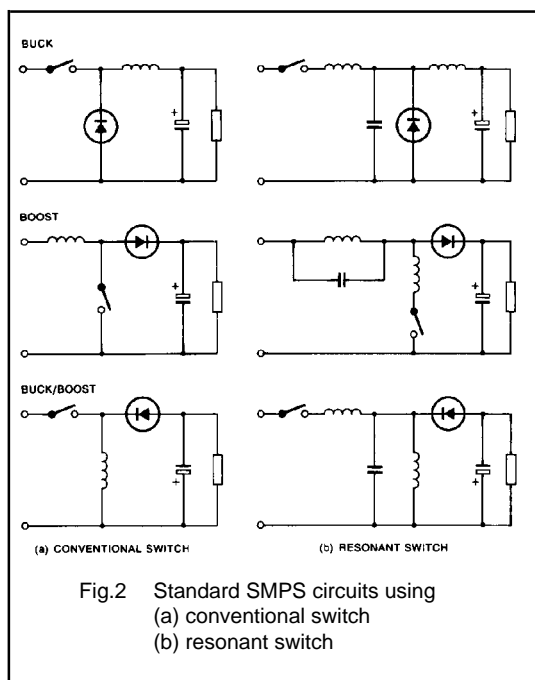 BUCK
+
+
BOOST
+
+
BUCK/BOOST
+
+
(a) CONVENTIONAL SWITCH
(b) RESONANT SWITCH
Fig.2 Standard SMPS circuits using
(a) conventional switch
(b) resonant switch